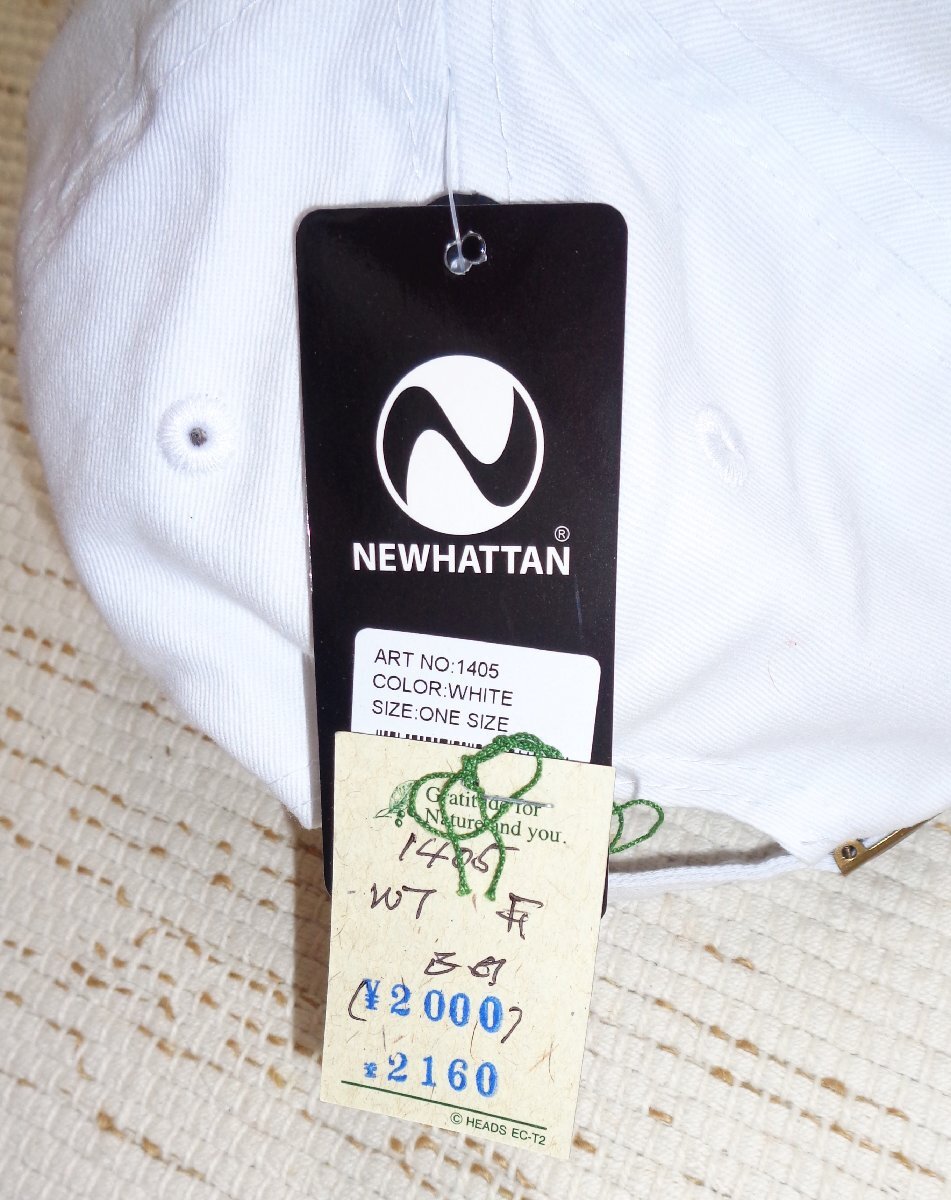 NEWHATTAN®
ART NO:1405
COLOR:WHITE
SIZE:ONE SIZE
Gratitude for
Nature and you.
1405
WT
(¥2000)
¥2160
© HEADS EC-T2